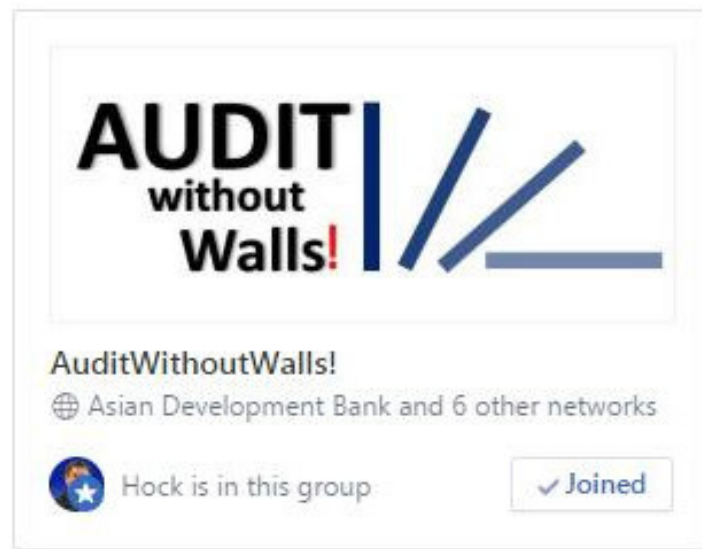 AUDIT
without
Walls!
AuditWithoutWalls!
Asian Development Bank and 6 other networks
Hock is in this group
Joined